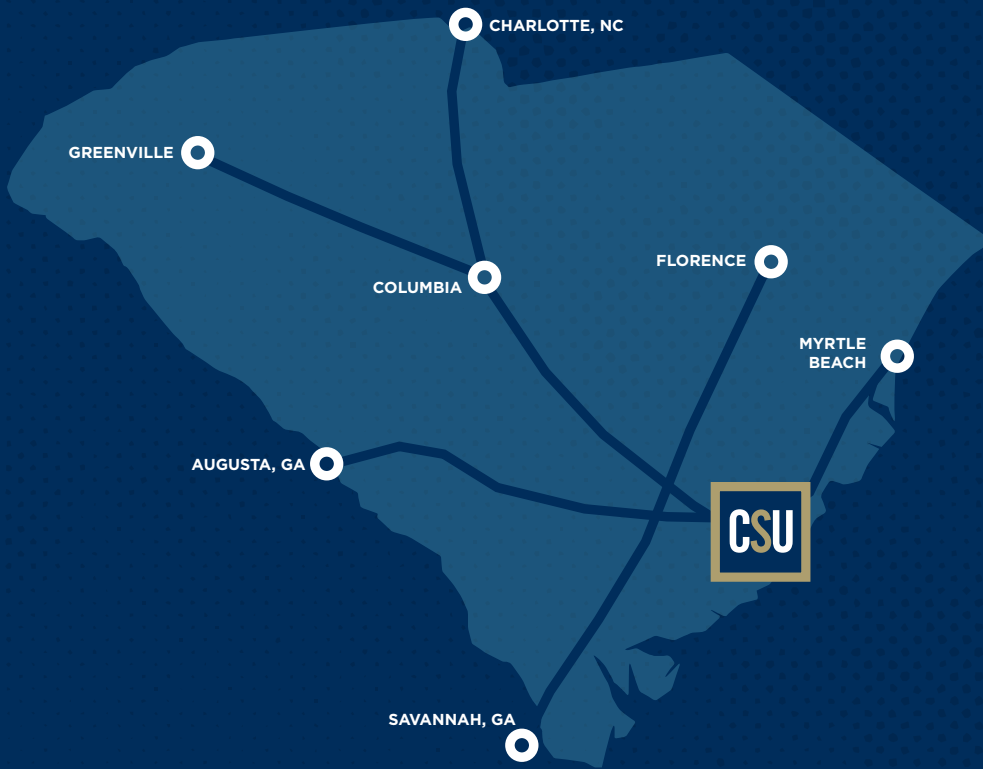 CHARLOTTE, NC
GREENVILLE
FLORENCE
COLUMBIA
MYRTLE
BEACH
AUGUSTA, GA
CSU
SAVANNAH, GA